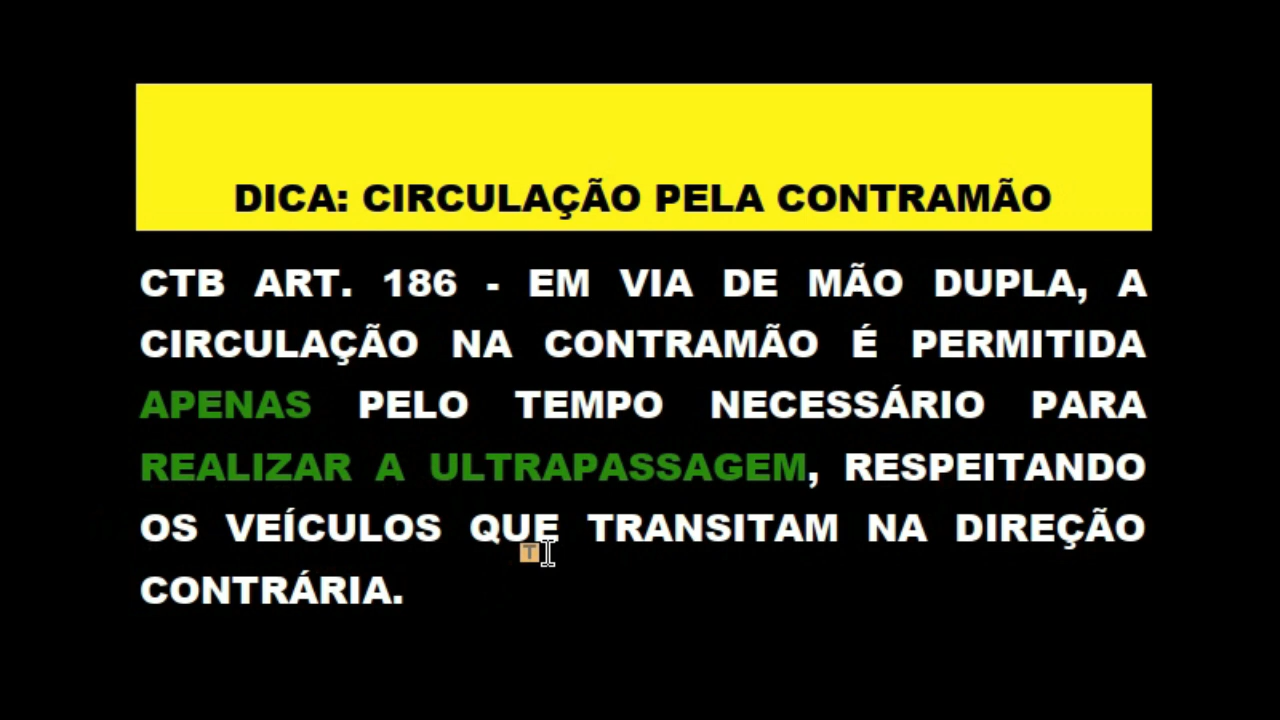 DICA: CIRCULAÇÃO PELA CONTRAMÃO
CTB ART. 186 - EM VIA DE MÃO DUPLA, A
CIRCULAÇÃO NA CONTRAMÃO É PERMITIDA
APENAS PELO TEMPO NECESSÁRIO PARA
REALIZAR A ULTRAPASSAGEM, RESPEITANDO
OS VEÍCULOS QUE TRANSITAM NA DIREÇÃO
T
CONTRÁRIA.